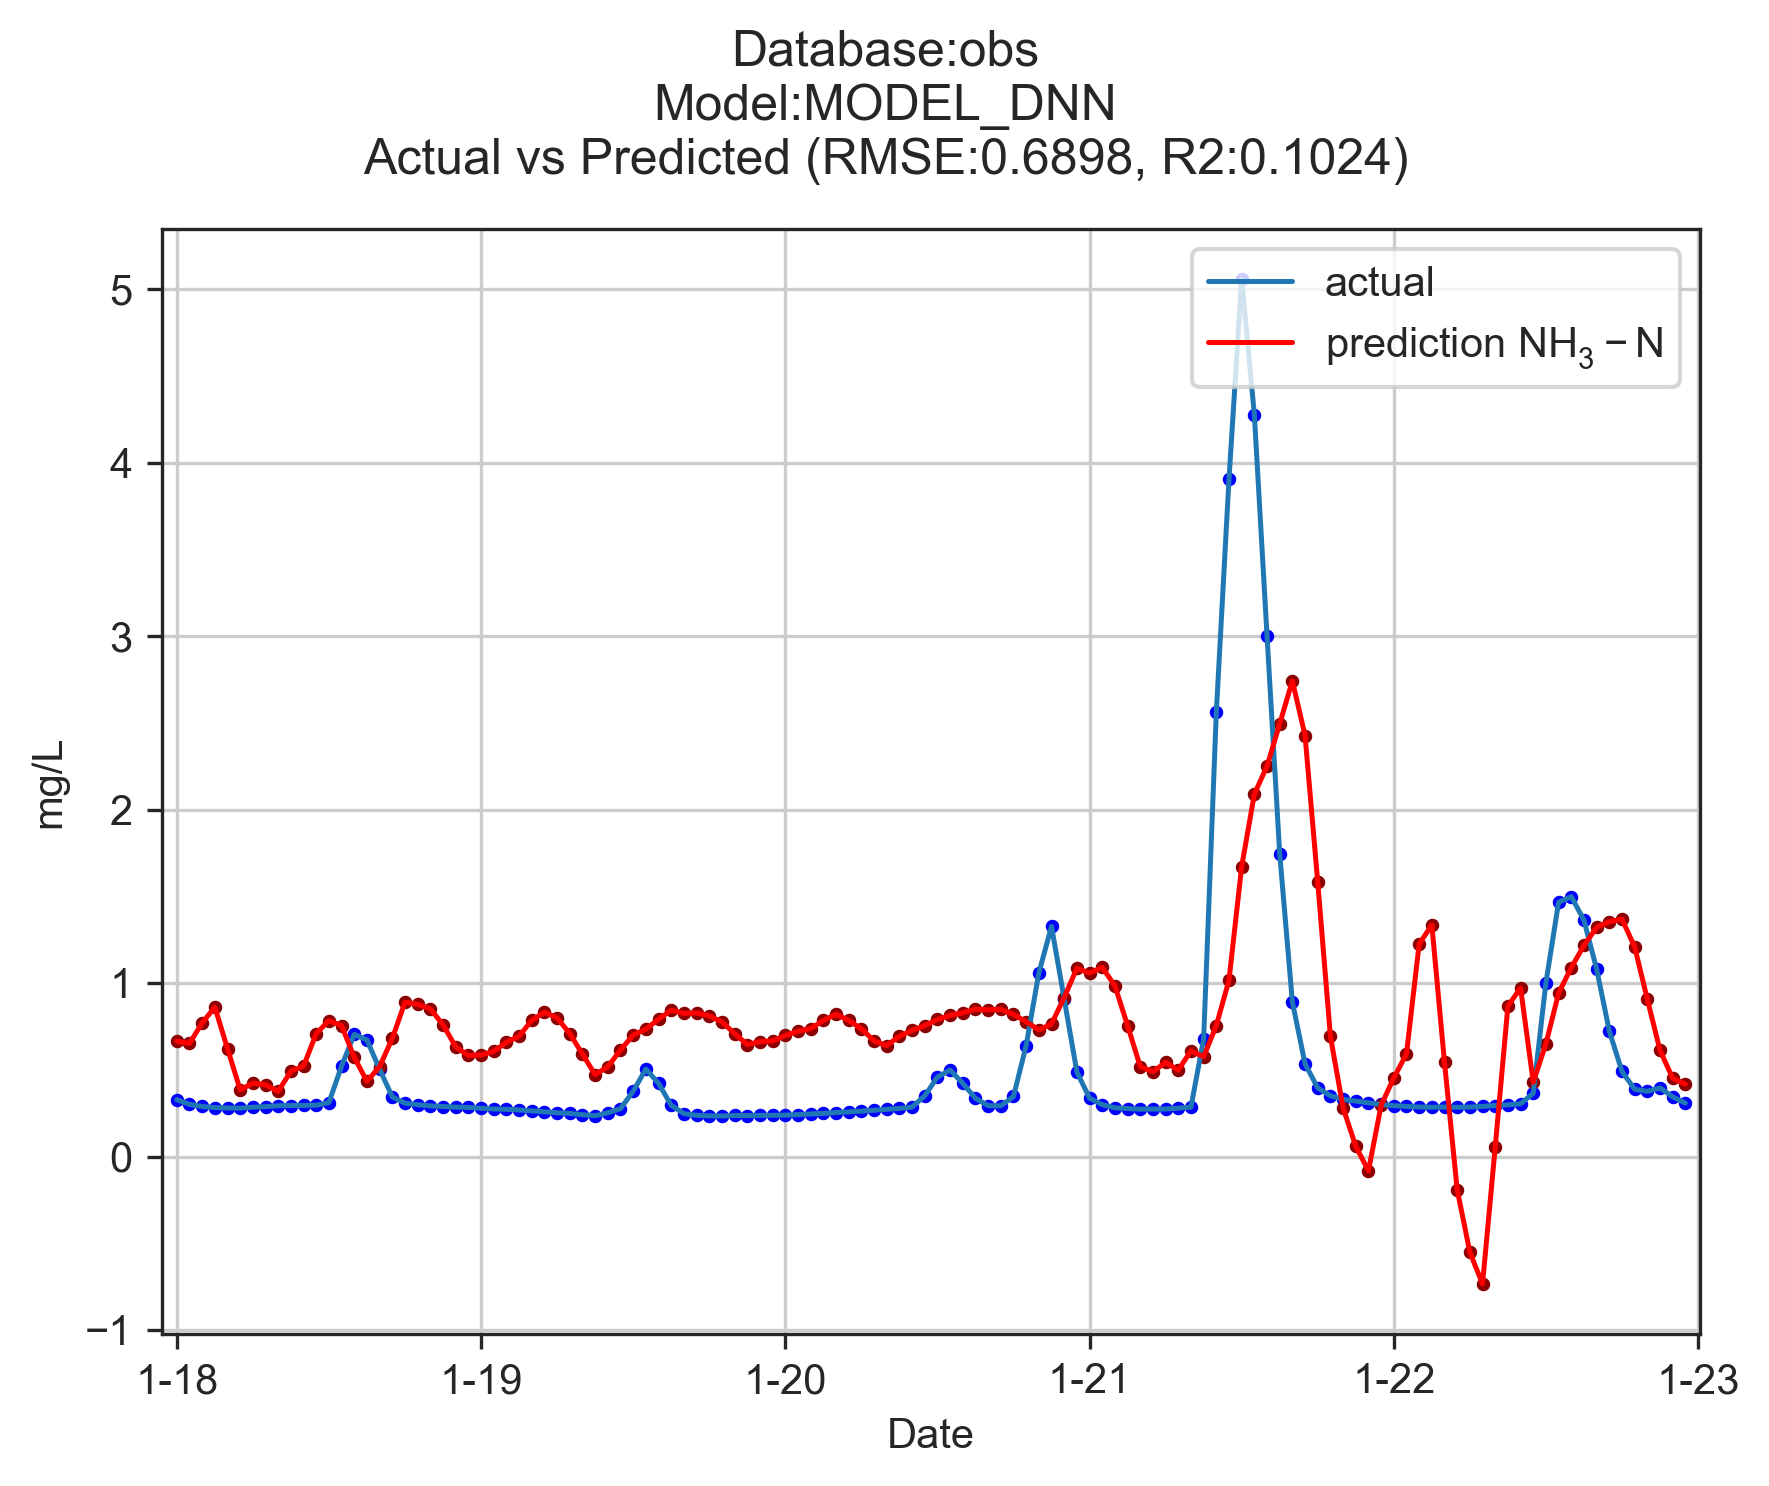 Database:obs
Model:MODEL_DNN
Actual vs Predicted (RMSE:0.6898, R2:0.1024)
actual
prediction NH₃ − N
5
4
3
2
1
0
−1
mg/L
1-18 1-19 1-20 1-21 1-22 1-23
Date